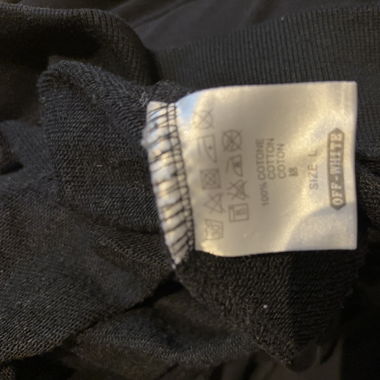 OFF-WHITE
SIZE L
COTON
100% COTTON
COTONE